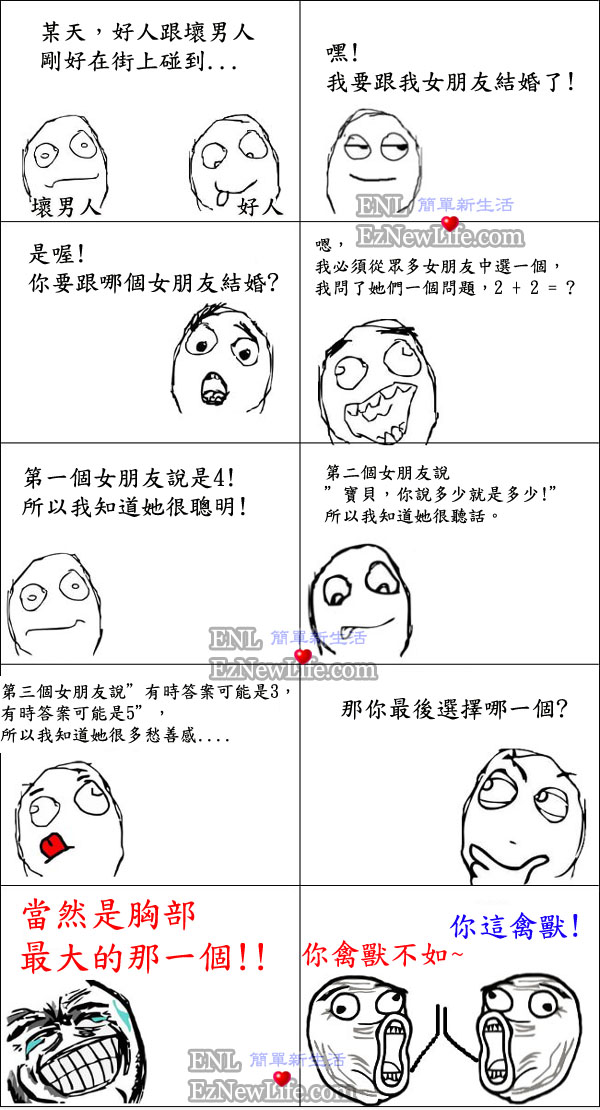 某天，好人跟壞男人
剛好在街上碰到...
壞男人
好人
嘿!
我要跟我女朋友結婚了!
ENL 簡單新生活
EzNewLife.com
是喔!
你要跟哪個女朋友結婚?
嗯，
我必須從眾多女朋友中選一個，
我問了她們一個問題，2 + 2 = ?
第一個女朋友說是4!
所以我知道她很聰明!
第二個女朋友說
”寶貝，你說多少就是多少!”
所以我知道她很聽話。
ENL 簡單新生活
EzNewLife.com
第三個女朋友說”有時答案可能是3，
有時答案可能是5”，
所以我知道她很多愁善感....
那你最後選擇哪一個?
當然是胸部
最大的那一個!!
你這禽獸!
你禽獸不如~
ENL 簡單新生活
EzNewLife.com